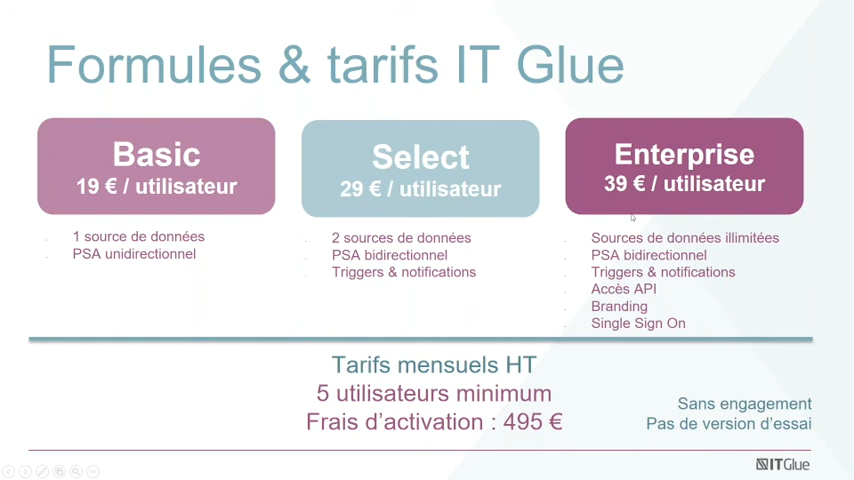 Formules & tarifs IT Glue
Basic
19 € / utilisateur
1 source de données
PSA unidirectionnel
Select
29 € / utilisateur
2 sources de données
PSA bidirectionnel
Triggers & notifications
Enterprise
39 € / utilisateur
Sources de données illimitées
PSA bidirectionnel
Triggers & notifications
Accès API
Branding
Single Sign On
Tarifs mensuels HT
5 utilisateurs minimum
Frais d’activation : 495 €
Sans engagement
Pas de version d’essai
ITGlue